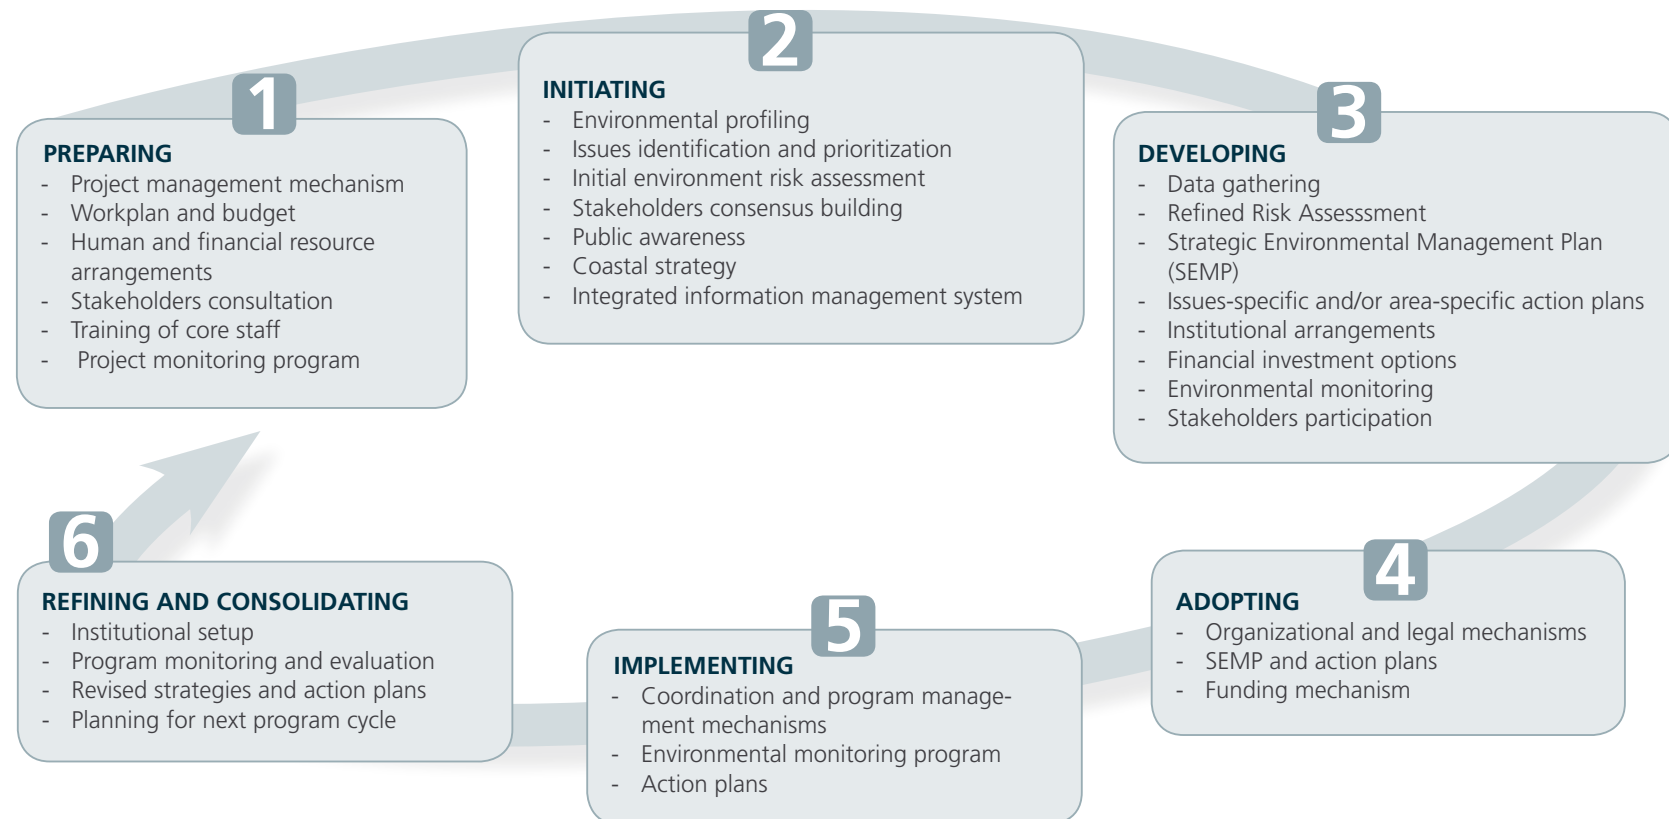 1
PREPARING
- Project management mechanism
- Workplan and budget
- Human and financial resource
arrangements
- Stakeholders consultation
- Training of core staff
- Project monitoring program
2
INITIATING
- Environmental profiling
- Issues identification and prioritization
- Initial environment risk assessment
- Stakeholders consensus building
- Public awareness
- Coastal strategy
- Integrated information management system
3
DEVELOPING
- Data gathering
- Refined Risk Assesssment
- Strategic Environmental Management Plan
(SEMP)
- Issues-specific and/or area-specific action plans
- Institutional arrangements
- Financial investment options
- Environmental monitoring
- Stakeholders participation
4
ADOPTING
- Organizational and legal mechanisms
- SEMP and action plans
- Funding mechanism
5
IMPLEMENTING
- Coordination and program manage-
ment mechanisms
- Environmental monitoring program
- Action plans
6
REFINING AND CONSOLIDATING
- Institutional setup
- Program monitoring and evaluation
- Revised strategies and action plans
- Planning for next program cycle